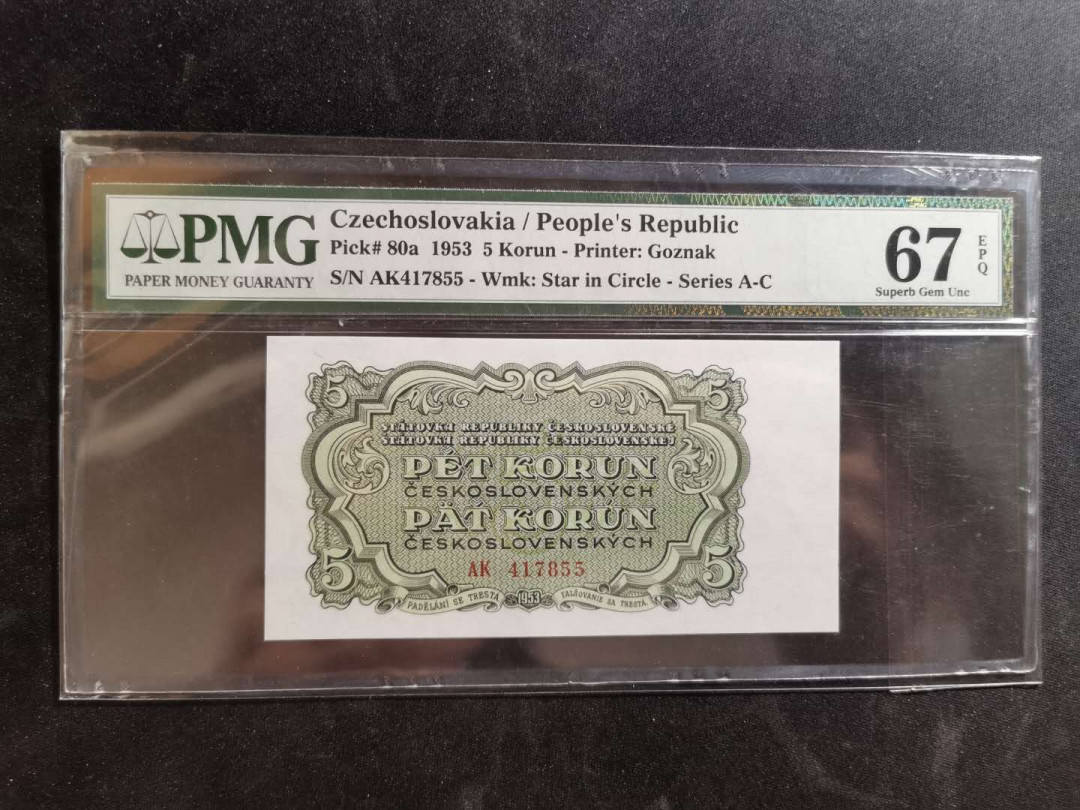 PMG
PAPER MONEY GUARANTY
Czechoslovakia / People's Republic
Pick# 80a 1953 5 Korun - Printer: Goznak
S/N AK417855 - Wmk: Star in Circle - Series A-C
67
EPQ
Superb Gem Unc
5 5
STÁTOVKA REPUBLIKY ČESKOSLOVENSKÉ
ŠTÁTOVKA REPUBLIKY ČESKOSLOVENSKEJ
PĚT KORUN
ČESKOSLOVENSKÝCH
PÄŤ KORÚN
ČESKOSLOVENSKÝCH
5 5
AK 417855
PADĚLÁNÍ SE TRESTÁ 1953 FALŠOVANIE SA TRESTÁ.